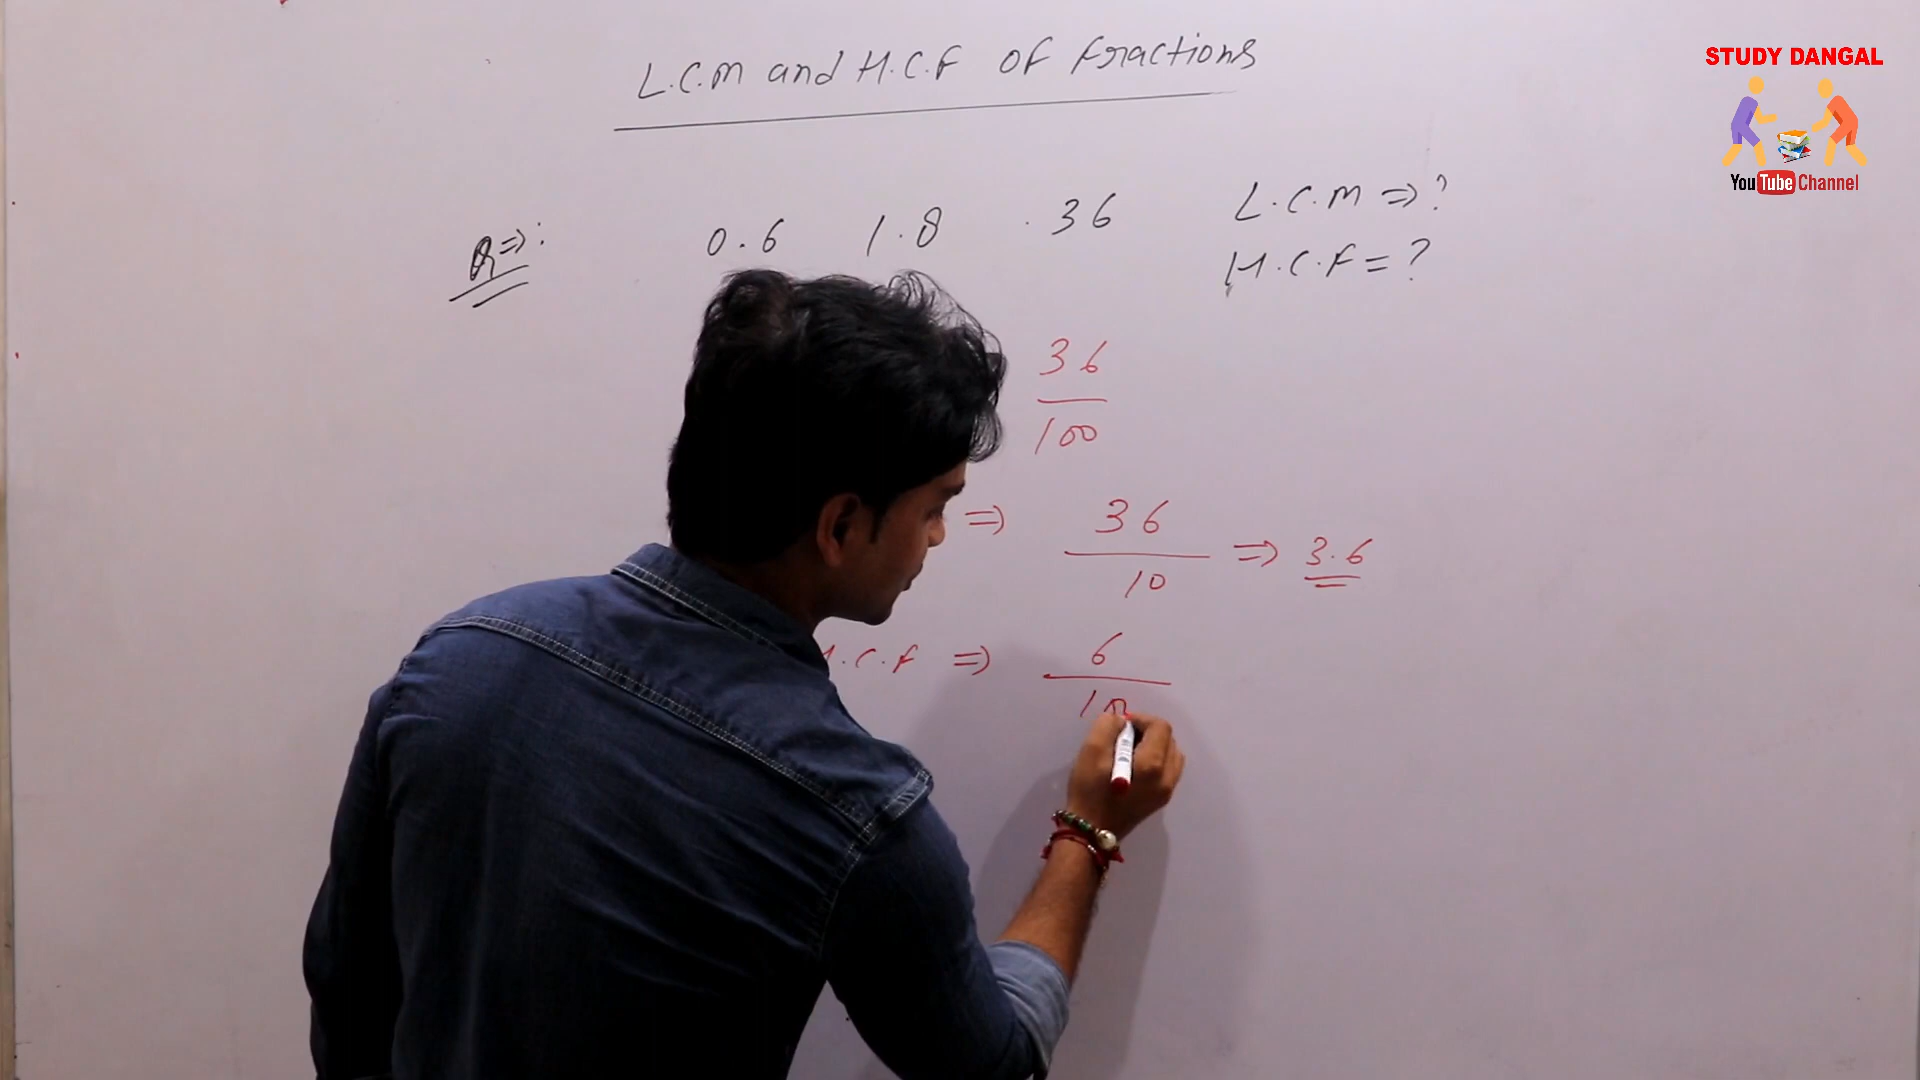 L.C.M and H.C.F OF fractions
STUDY DANGAL
YouTube Channel
Q⇒: 0.6 1.8 .36 L.C.M ⇒ ?
H.C.F = ?
36
100
⇒ 36
10
⇒ 3.6
H.C.F ⇒ 6